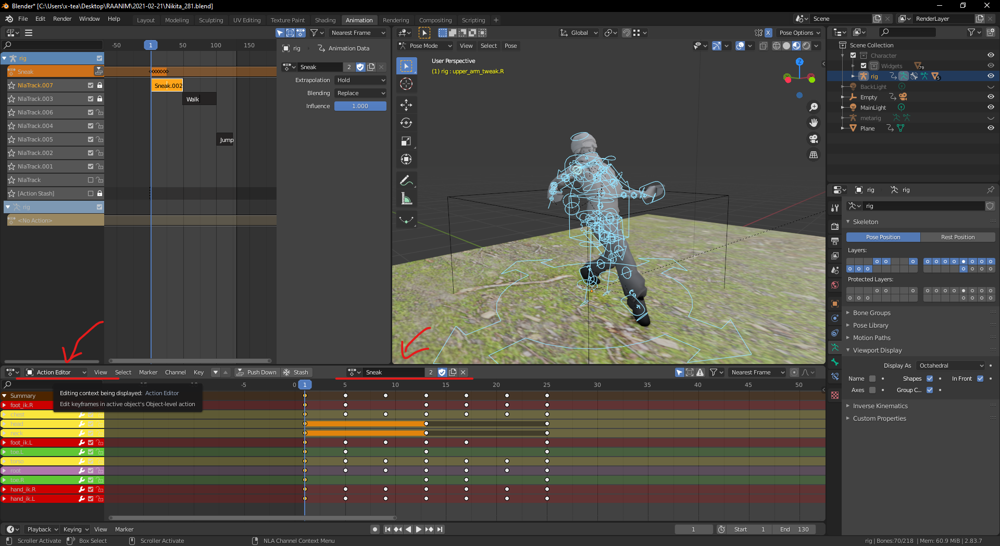 Blender* [C:\Users\x-tea\Desktop\RAANIM\2021-02-21\Nikita_281.blend]
File Edit Render Window Help
Layout Modeling Sculpting UV Editing Texture Paint Shading Animation Rendering Compositing Scripting +
Scene
RenderLayer
Nearest Frame
-50 1 50 100 150
rig
Sneak
NlaTrack.007
Sneak.002
NlaTrack.003
Walk
NlaTrack.006
NlaTrack.004
NlaTrack.005
Jump
NlaTrack.002
NlaTrack.001
NlaTrack
[Action Stash]
rig
<No Action>
rig Animation Data
Sneak 2
Extrapolation Hold
Blending Replace
Influence 1.000
Global
X Pose Options
Pose Mode View Select Pose
User Perspective
(1) rig : upper_arm_tweak.R
Z
Scene Collection
Character
Widgets 79
rig 5
BackLight
Empty
MainLight
metarig
Plane
rig rig
rig
Skeleton
Pose Position Rest Position
Layers:
Protected Layers:
Bone Groups
Pose Library
Motion Paths
Viewport Display
Display As Octahedral
Name Shapes In Front
Axes Group C...
Inverse Kinematics
Custom Properties
Action Editor View Select Marker Channel Key Push Down Stash Sneak 2 Nearest Frame
-5 0 1 5 10 15 20 25 30 35 40 45 50
Editing context being displayed: Action Editor
Edit keyframes in active object's Object-level action
Summary
foot_ik.R
chest
head
neck
foot_ik.L
toe.L
torso
root
toe.R
hand_ik.R
hand_ik.L
Playback Keying View Marker
1 Start 1 End 130
Scroller Activate Box Select Scroller Activate NLA Channel Context Menu
rig | Bones:70/218 | Mem: 60.9 MiB | 2.83.7